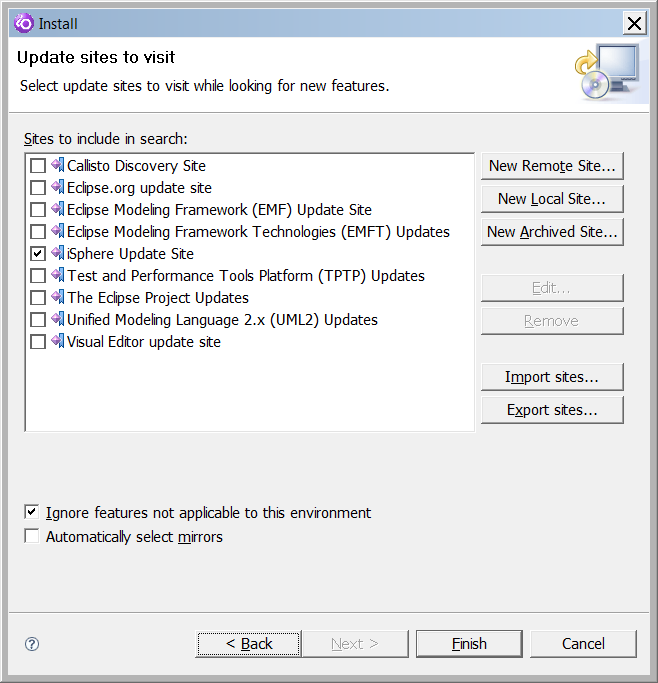 Install
Update sites to visit
Select update sites to visit while looking for new features.
Sites to include in search:
Callisto Discovery Site
Eclipse.org update site
Eclipse Modeling Framework (EMF) Update Site
Eclipse Modeling Framework Technologies (EMFT) Updates
iSphere Update Site
Test and Performance Tools Platform (TPTP) Updates
The Eclipse Project Updates
Unified Modeling Language 2.x (UML2) Updates
Visual Editor update site
New Remote Site...
New Local Site...
New Archived Site...
Edit...
Remove
Import sites...
Export sites...
Ignore features not applicable to this environment
Automatically select mirrors
?
< Back
Next >
Finish
Cancel